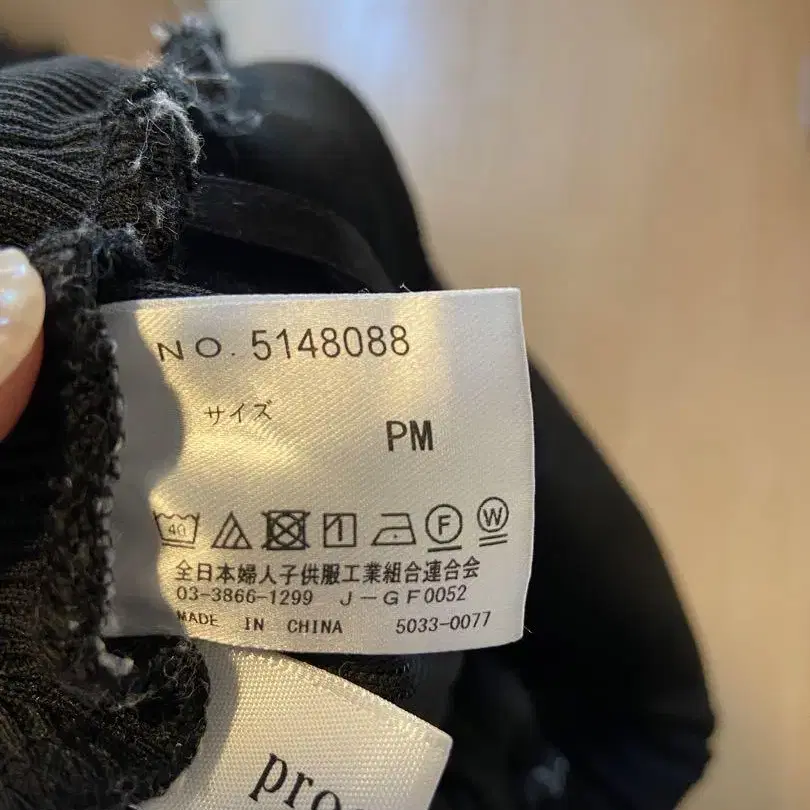 NO. 5148088
サイズ
PM
40 F W
全日本婦人子供服工業組合連合会
03-3866-1299 J-GF0052
MADE IN CHINA 5033-0077
pro